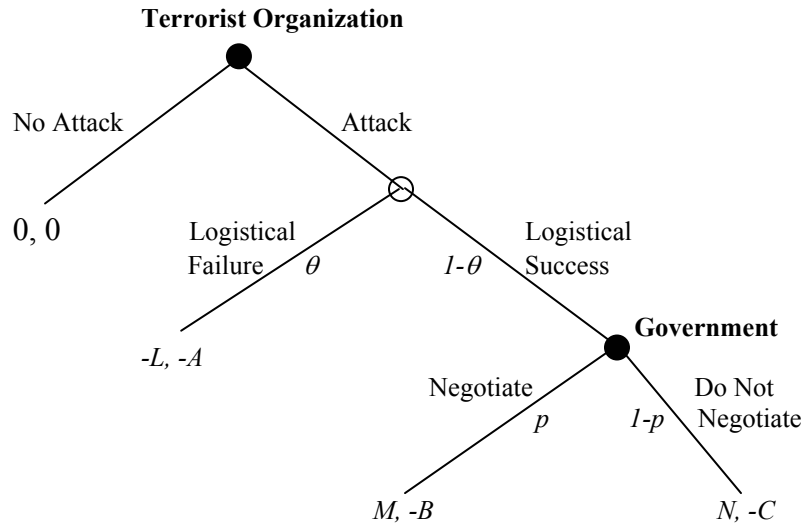 Terrorist Organization
No Attack
Attack
0, 0
Logistical
Failure
θ
1-θ
Logistical
Success
-L, -A
Government
Negotiate
p
1-p
Do Not
Negotiate
M, -B
N, -C